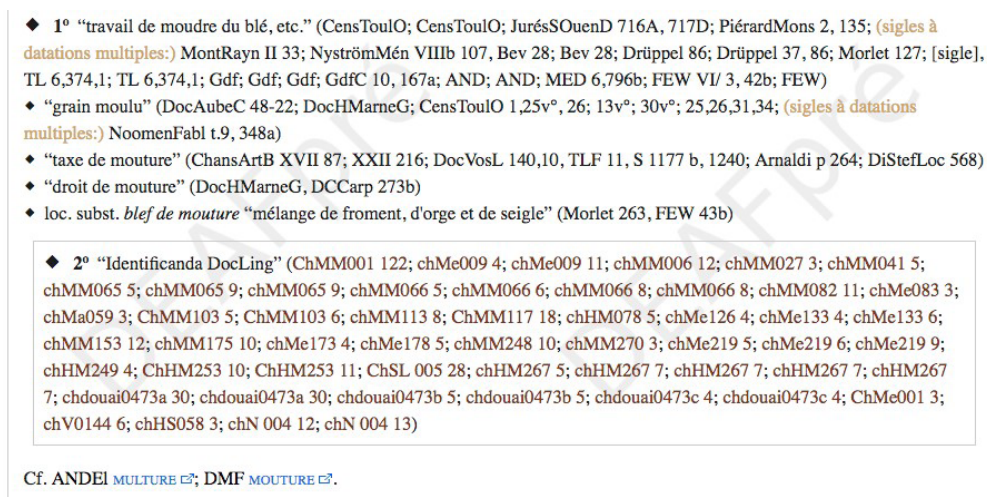 ◆ 1º “travail de moudre du blé, etc.” (CensToulO; CensToulO; JurésSOuenD 716A, 717D; PiérardMons 2, 135; (sigles à
datations multiples:) MontRayn II 33; NyströmMén VIIIb 107, Bev 28; Bev 28; Drüppel 86; Drüppel 37, 86; Morlet 127; [sigle],
TL 6,374,1; TL 6,374,1; Gdf; Gdf; Gdf; GdfC 10, 167a; AND; AND; MED 6,796b; FEW VI/ 3, 42b; FEW)
◆ “grain moulu” (DocAubeC 48-22; DocHMarneG; CensToulO 1,25vº, 26; 13vº; 30vº; 25,26,31,34; (sigles à datations
multiples:) NoomenFabl t.9, 348a)
◆ “taxe de mouture” (ChansArtB XVII 87; XXII 216; DocVosL 140,10, TLF 11, S 1177 b, 1240; Arnaldi p 264; DiStefLoc 568)
◆ “droit de mouture” (DocHMarneG, DCCarp 273b)
◆ loc. subst. blef de mouture “mélange de froment, d'orge et de seigle” (Morlet 263, FEW 43b)
◆ 2º “Identificanda DocLing” (ChMM001 122; chMe009 4; chMe009 11; chMM006 12; chMM027 3; chMM041 5;
chMM065 5; chMM065 9; chMM065 9; chMM066 5; chMM066 6; chMM066 8; chMM066 8; chMM082 11; chMe083 3;
chMa059 3; ChMM103 5; ChMM103 6; chMM113 8; ChMM117 18; chHM078 5; chMe126 4; chMe133 4; chMe133 6;
chMM153 12; chMM175 10; chMe173 4; chMe178 5; chMM248 10; chMM270 3; chMe219 5; chMe219 6; chMe219 9;
chHM249 4; ChHM253 10; ChHM253 11; ChSL 005 28; chHM267 5; chHM267 7; chHM267 7; chHM267 7; chHM267
7; chdouai0473a 30; chdouai0473a 30; chdouai0473b 5; chdouai0473b 5; chdouai0473c 4; chdouai0473c 4; ChMe001 3;
chV0144 6; chHS058 3; chN 004 12; chN 004 13)
Cf. ANDEl MULTURE; DMF MOUTURE.
DEAFpré
DEAFpré